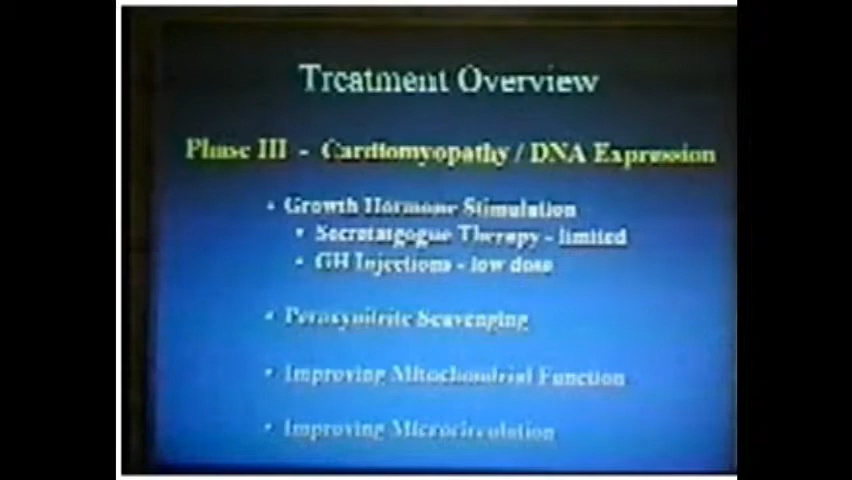 Treatment Overview
Phase III - Cardiomyopathy / DNA Expression
• Growth Hormone Stimulation
• Secretatgogue Therapy - limited
• GH Injections - low dose
• Peroxynitrite Scavenging
• Improving Mitochondrial Function
• Improving Microcirculation